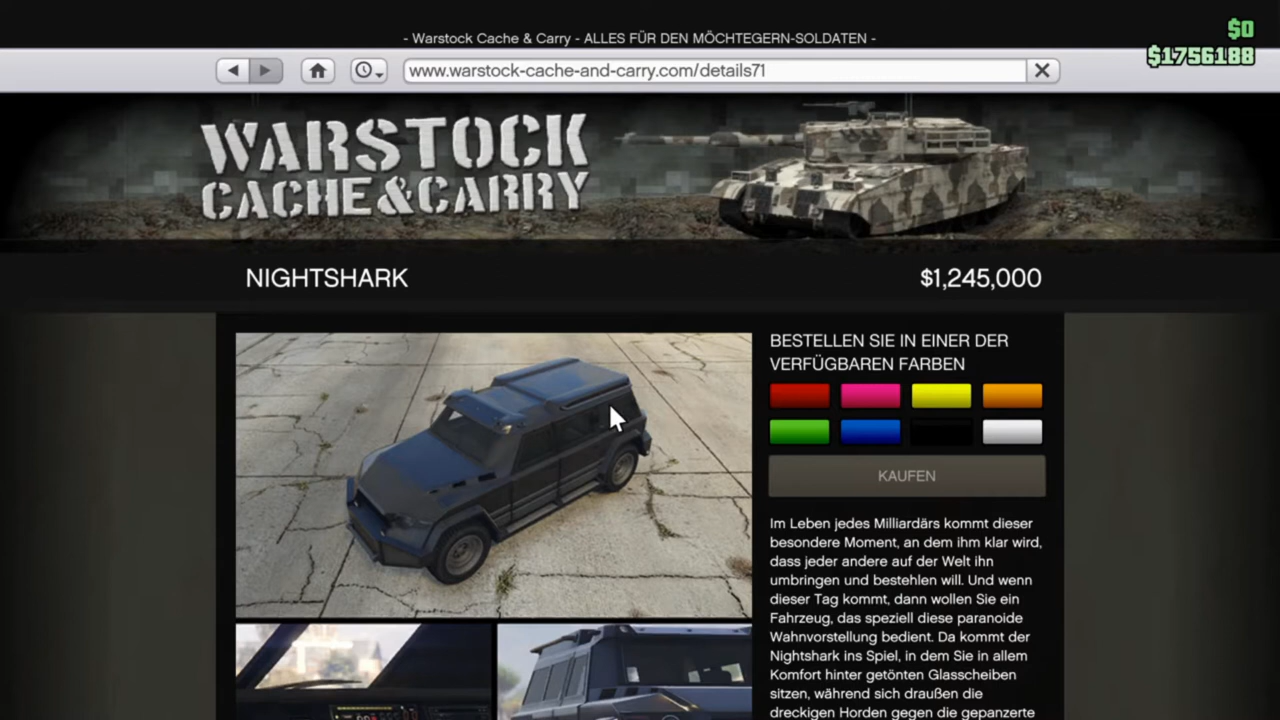 - Warstock Cache & Carry - ALLES FÜR DEN MÖCHTEGERN-SOLDATEN -
$0
$1756188
www.warstock-cache-and-carry.com/details71
WARSTOCK
CACHE&CARRY
NIGHTSHARK
$1,245,000
BESTELLEN SIE IN EINER DER
VERFÜGBAREN FARBEN
KAUFEN
Im Leben jedes Milliardärs kommt dieser
besondere Moment, an dem ihm klar wird,
dass jeder andere auf der Welt ihn
umbringen und bestehlen will. Und wenn
dieser Tag kommt, dann wollen Sie ein
Fahrzeug, das speziell diese paranoide
Wahnvorstellung bedient. Da kommt der
Nightshark ins Spiel, in dem Sie in allem
Komfort hinter getönten Glasscheiben
sitzen, während sich draußen die
dreckigen Horden gegen die gepanzerte